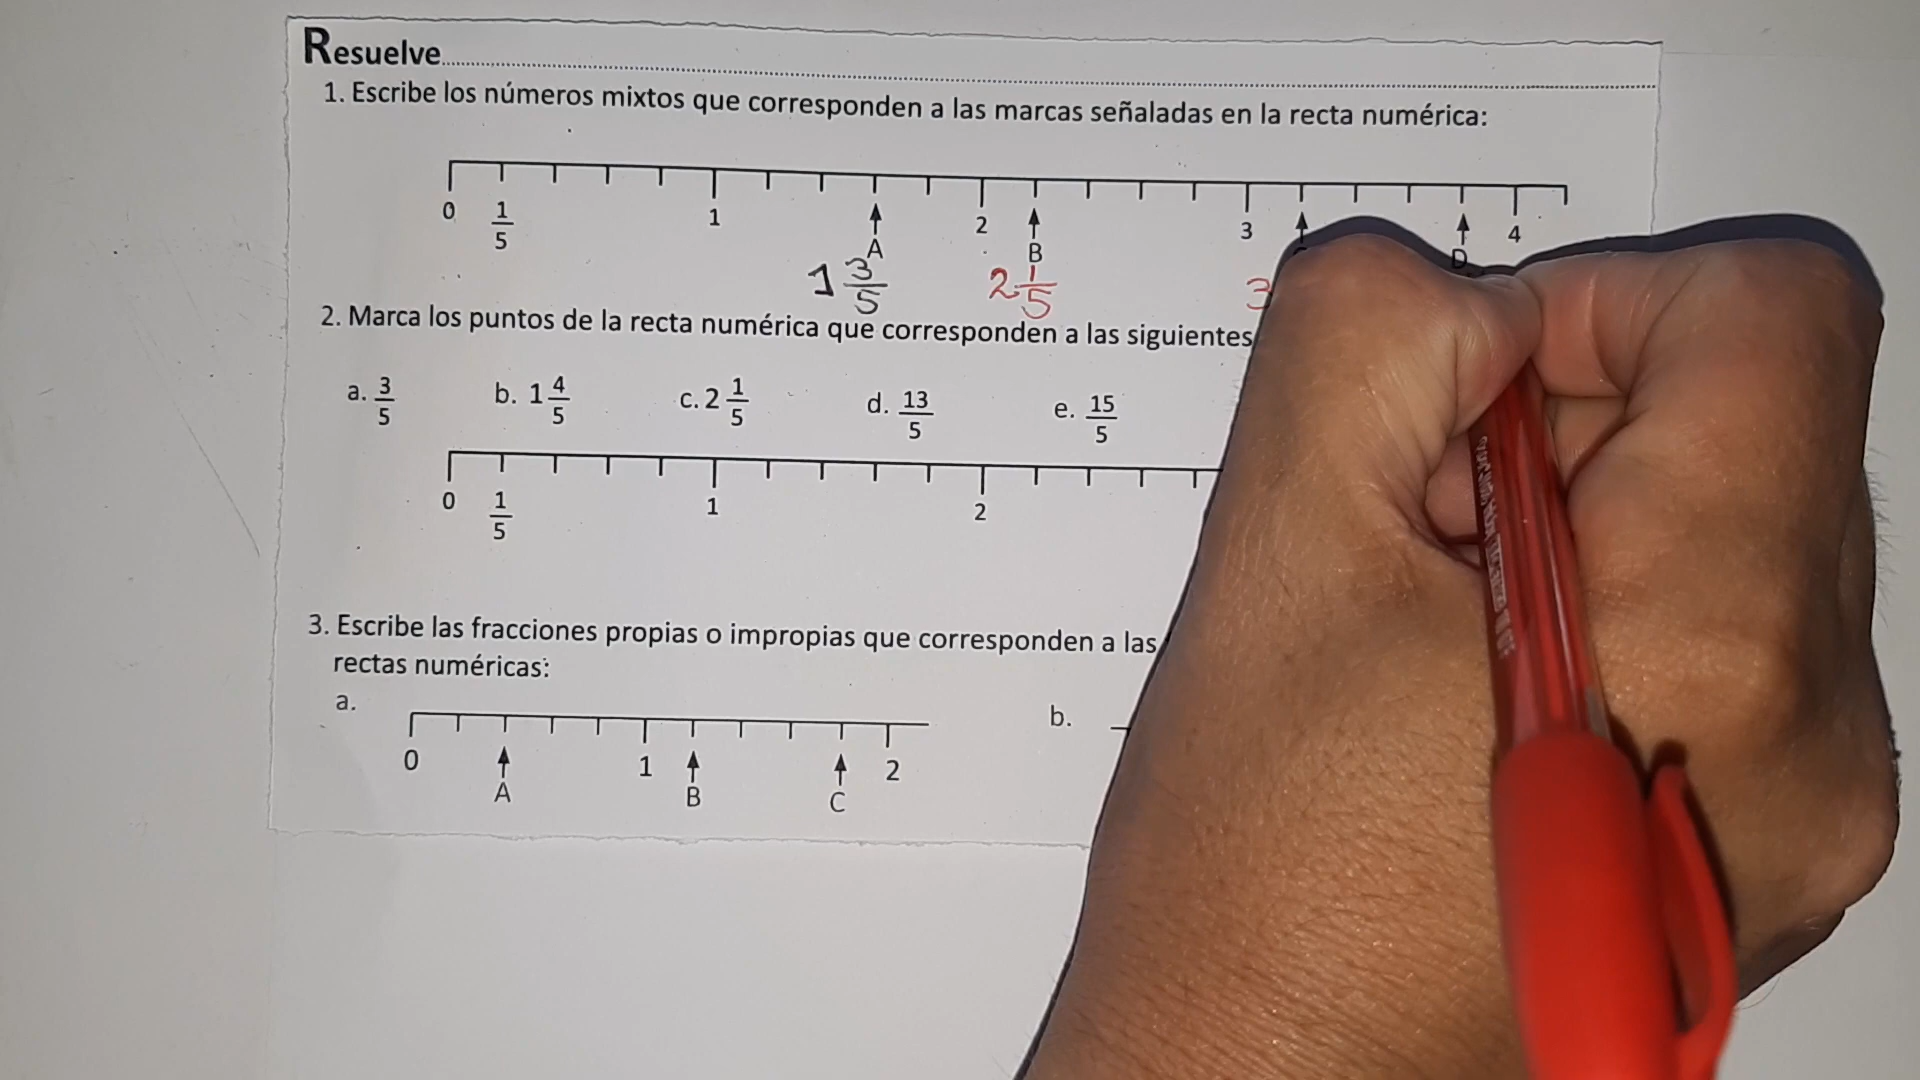 Resuelve
1. Escribe los números mixtos que corresponden a las marcas señaladas en la recta numérica:
0 1/5 1 2 3 4
A B D
1 3/5 2 1/5 3
2. Marca los puntos de la recta numérica que corresponden a las siguientes
a. 3/5 b. 1 4/5 c. 2 1/5 d. 13/5 e. 15/5
0 1/5 1 2
3. Escribe las fracciones propias o impropias que corresponden a las
rectas numéricas:
a. b.
0 1 2
A B C